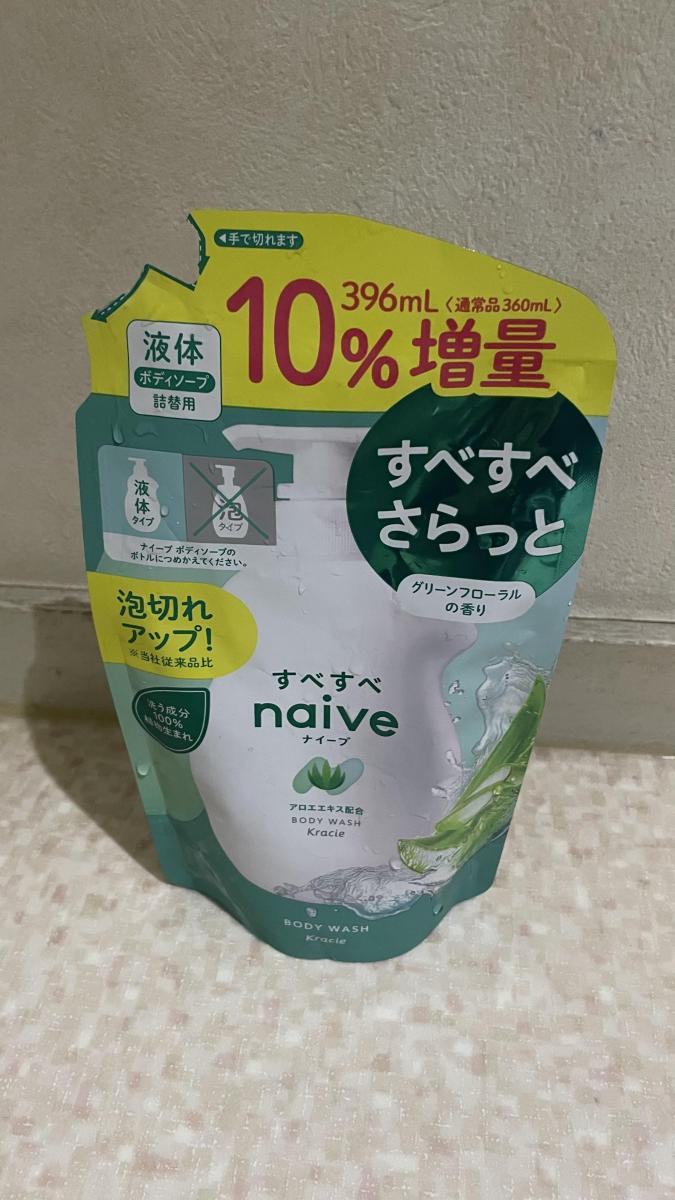 ◀手で切れます
10%増量
396mL〈通常品360mL〉
液体
ボディソープ
詰替用
すべすべ
さらっと
グリーンフローラル
の香り
液体
タイプ
泡
タイプ
ナイーブ ボディソープの
ボトルにつめかえてください。
泡切れ
アップ!
※当社従来品比
洗う成分
100%
植物生まれ
すべすべ
naive
ナイーブ
アロエエキス配合
BODY WASH
Kracie
BODY WASH
Kracie